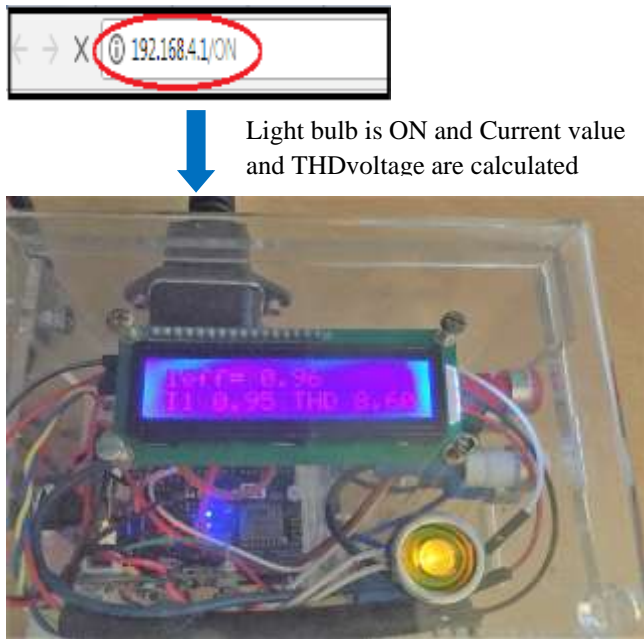 192.168.4.1/ON
Light bulb is ON and Current value
and THDvoltage are calculated
Ieff= 0.96
I1 0.95 THD 8.60